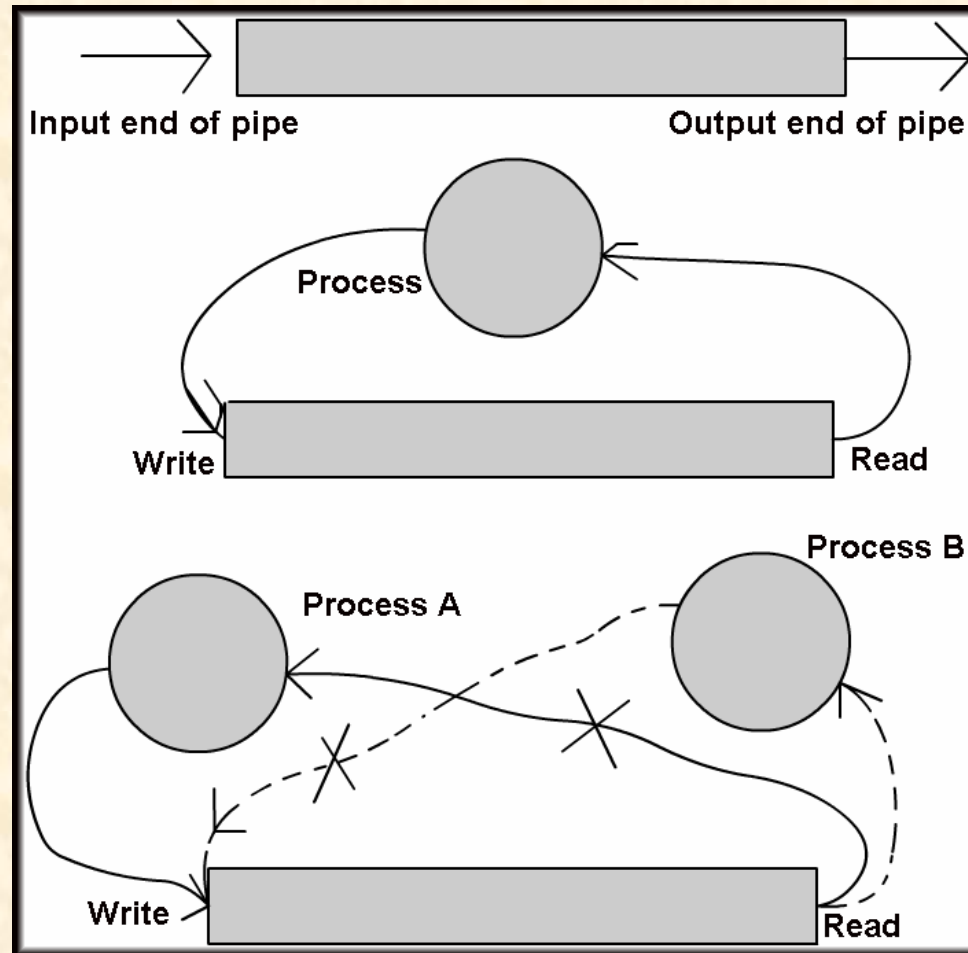 Input end of pipe
Output end of pipe
Process
Write
Read
Process B
Process A
Write
Read